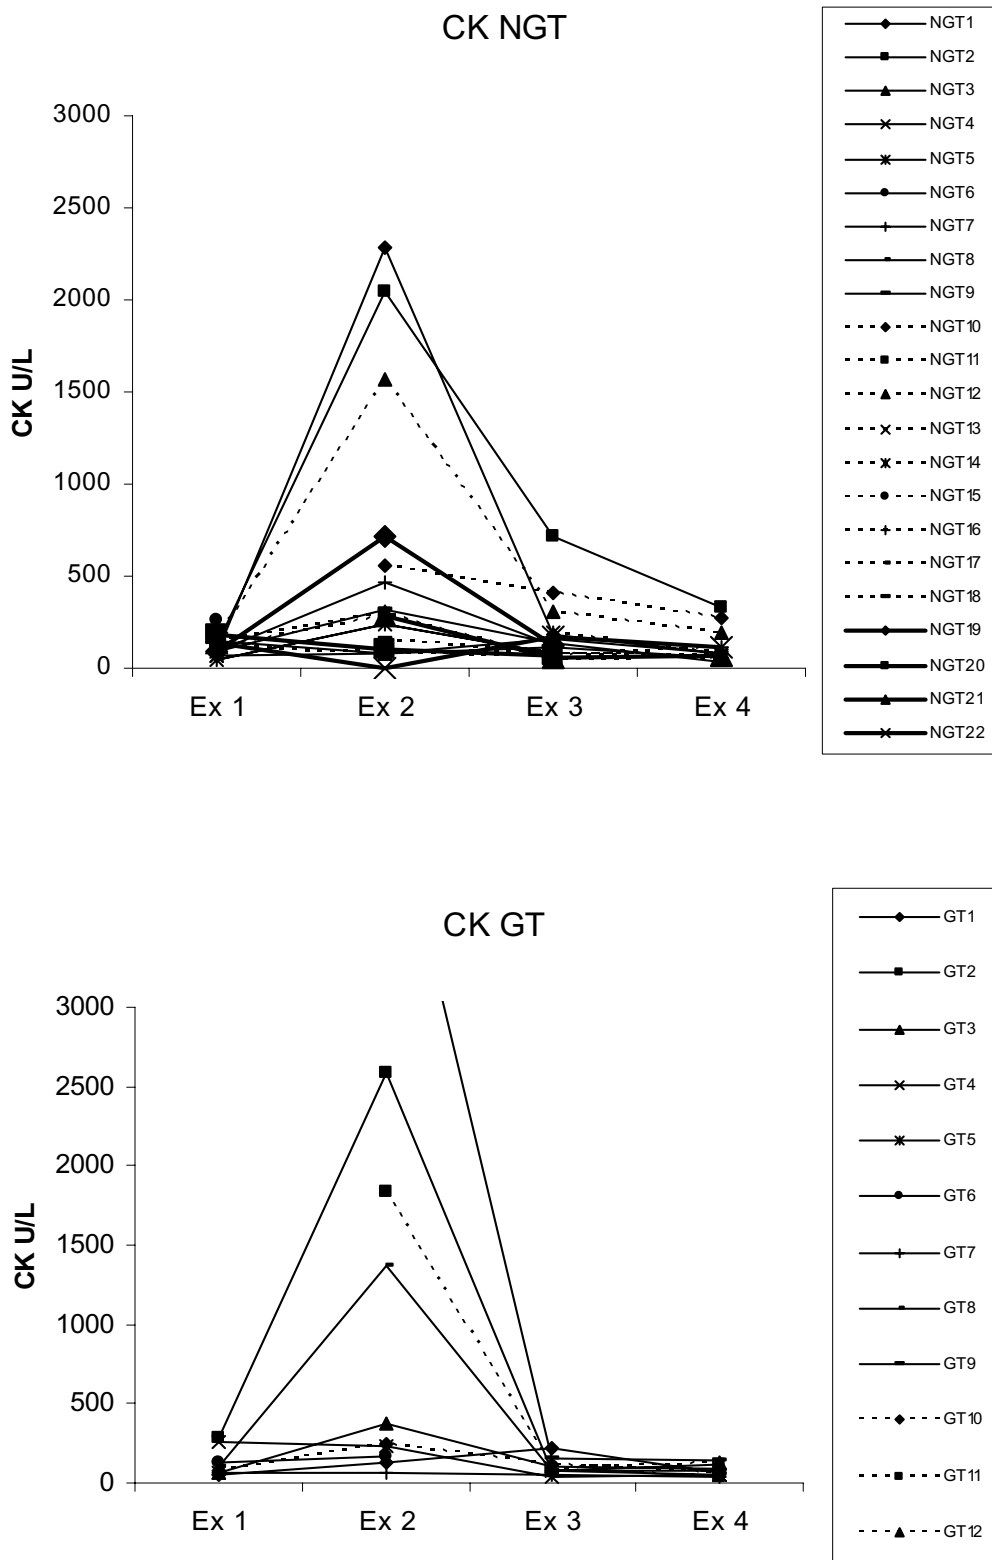 CK NGT
3000
2500
2000
1500
1000
500
0
CK U/L
Ex 1 Ex 2 Ex 3 Ex 4
NGT1
NGT2
NGT3
NGT4
NGT5
NGT6
NGT7
NGT8
NGT9
NGT10
NGT11
NGT12
NGT13
NGT14
NGT15
NGT16
NGT17
NGT18
NGT19
NGT20
NGT21
NGT22
CK GT
3000
2500
2000
1500
1000
500
0
CK U/L
Ex 1 Ex 2 Ex 3 Ex 4
GT1
GT2
GT3
GT4
GT5
GT6
GT7
GT8
GT9
GT10
GT11
GT12